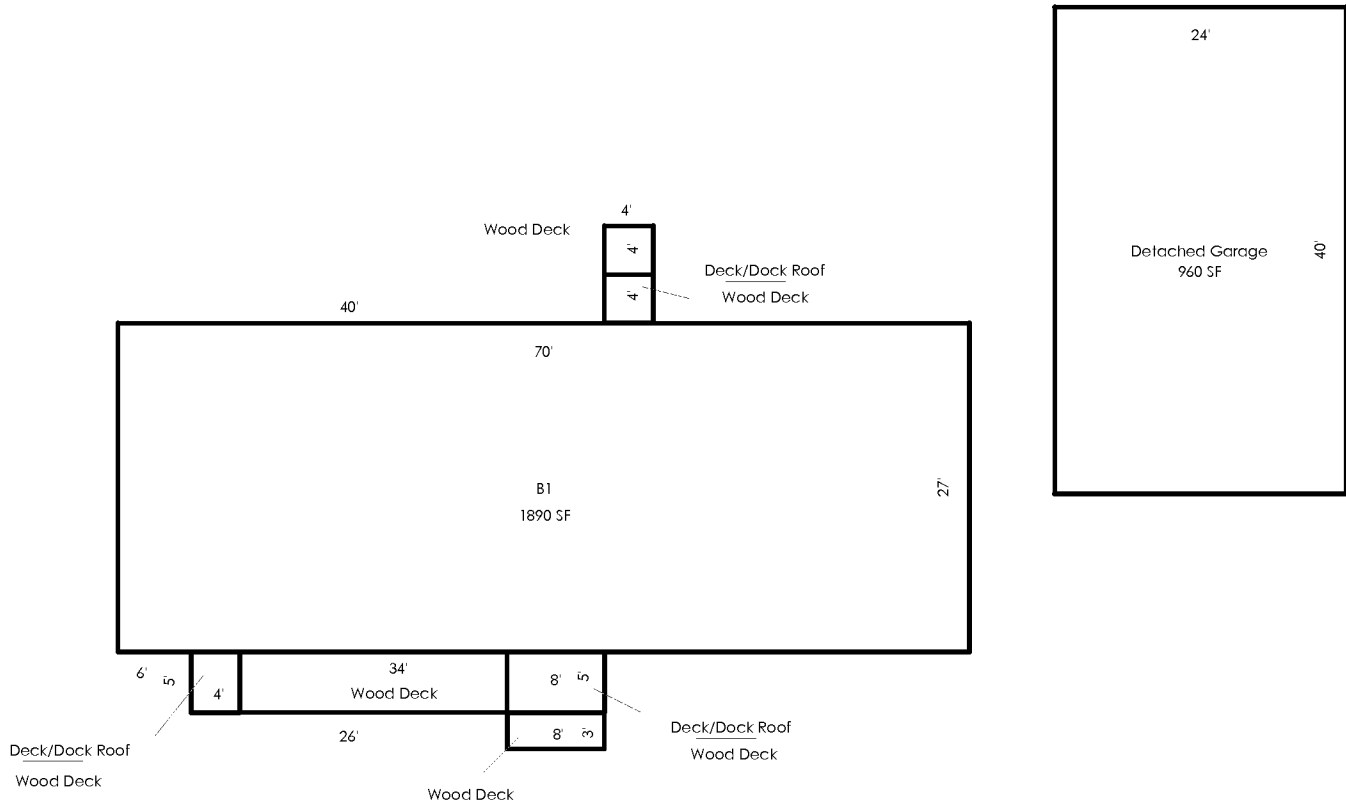 24'
4'
Wood Deck
4'
Deck/Dock Roof
Wood Deck
4'
Detached Garage
960 SF
40'
40'
70'
B1
1890 SF
27'
6'
5'
4'
34'
Wood Deck
8'
5'
26'
8'
3'
Deck/Dock Roof
Wood Deck
Deck/Dock Roof
Wood Deck
Wood Deck